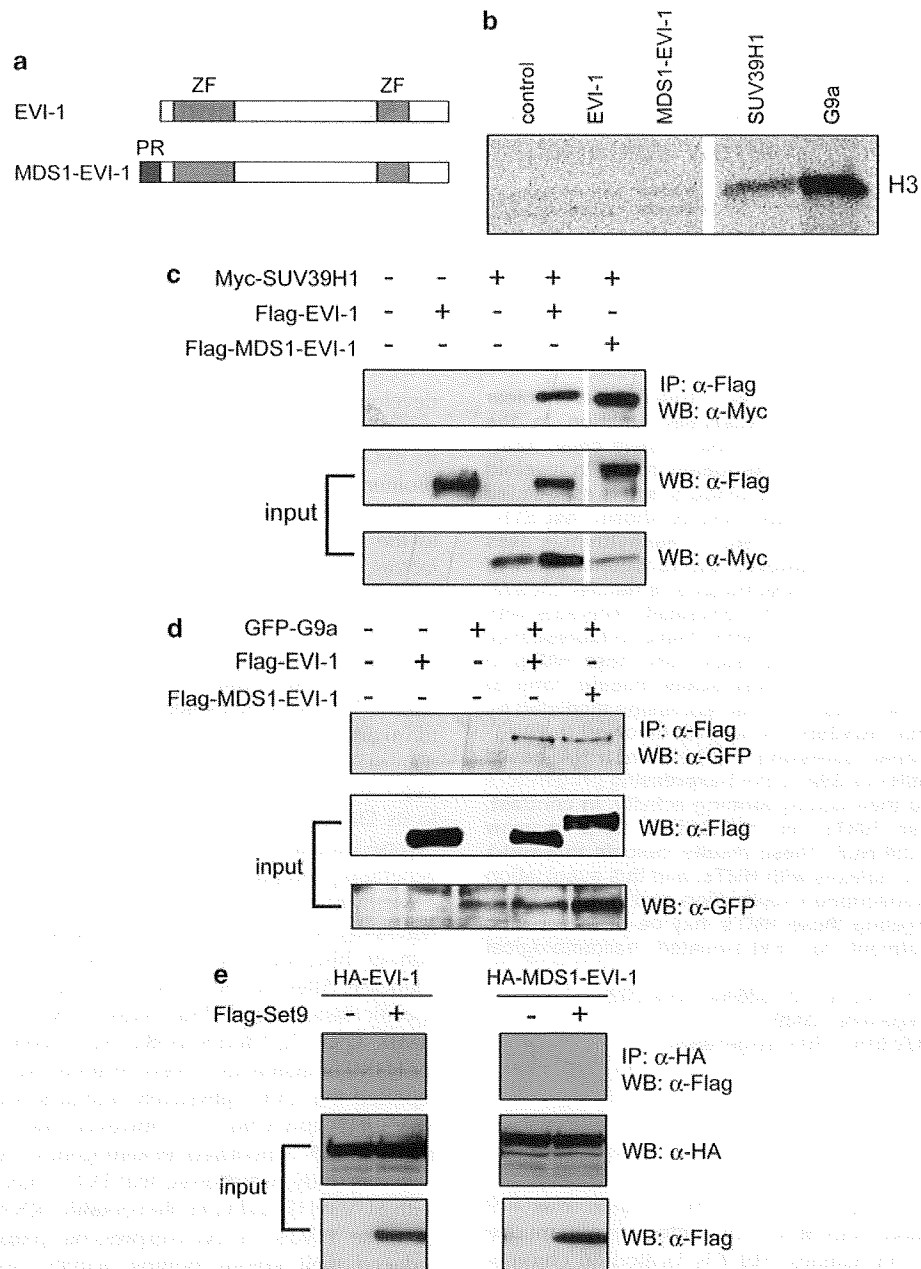 a
ZF ZF
EVI-1
PR
MDS1-EVI-1
b
control
EVI-1
MDS1-EVI-1
SUV39H1
G9a
H3
c
Myc-SUV39H1 - - + + +
Flag-EVI-1 - + - + -
Flag-MDS1-EVI-1 - - - - +
IP: α-Flag
WB: α-Myc
WB: α-Flag
input
WB: α-Myc
d
GFP-G9a - - + + +
Flag-EVI-1 - + - + -
Flag-MDS1-EVI-1 - - - - +
IP: α-Flag
WB: α-GFP
WB: α-Flag
input
WB: α-GFP
e
HA-EVI-1 HA-MDS1-EVI-1
Flag-Set9 - + - +
IP: α-HA
WB: α-Flag
WB: α-HA
input
WB: α-Flag